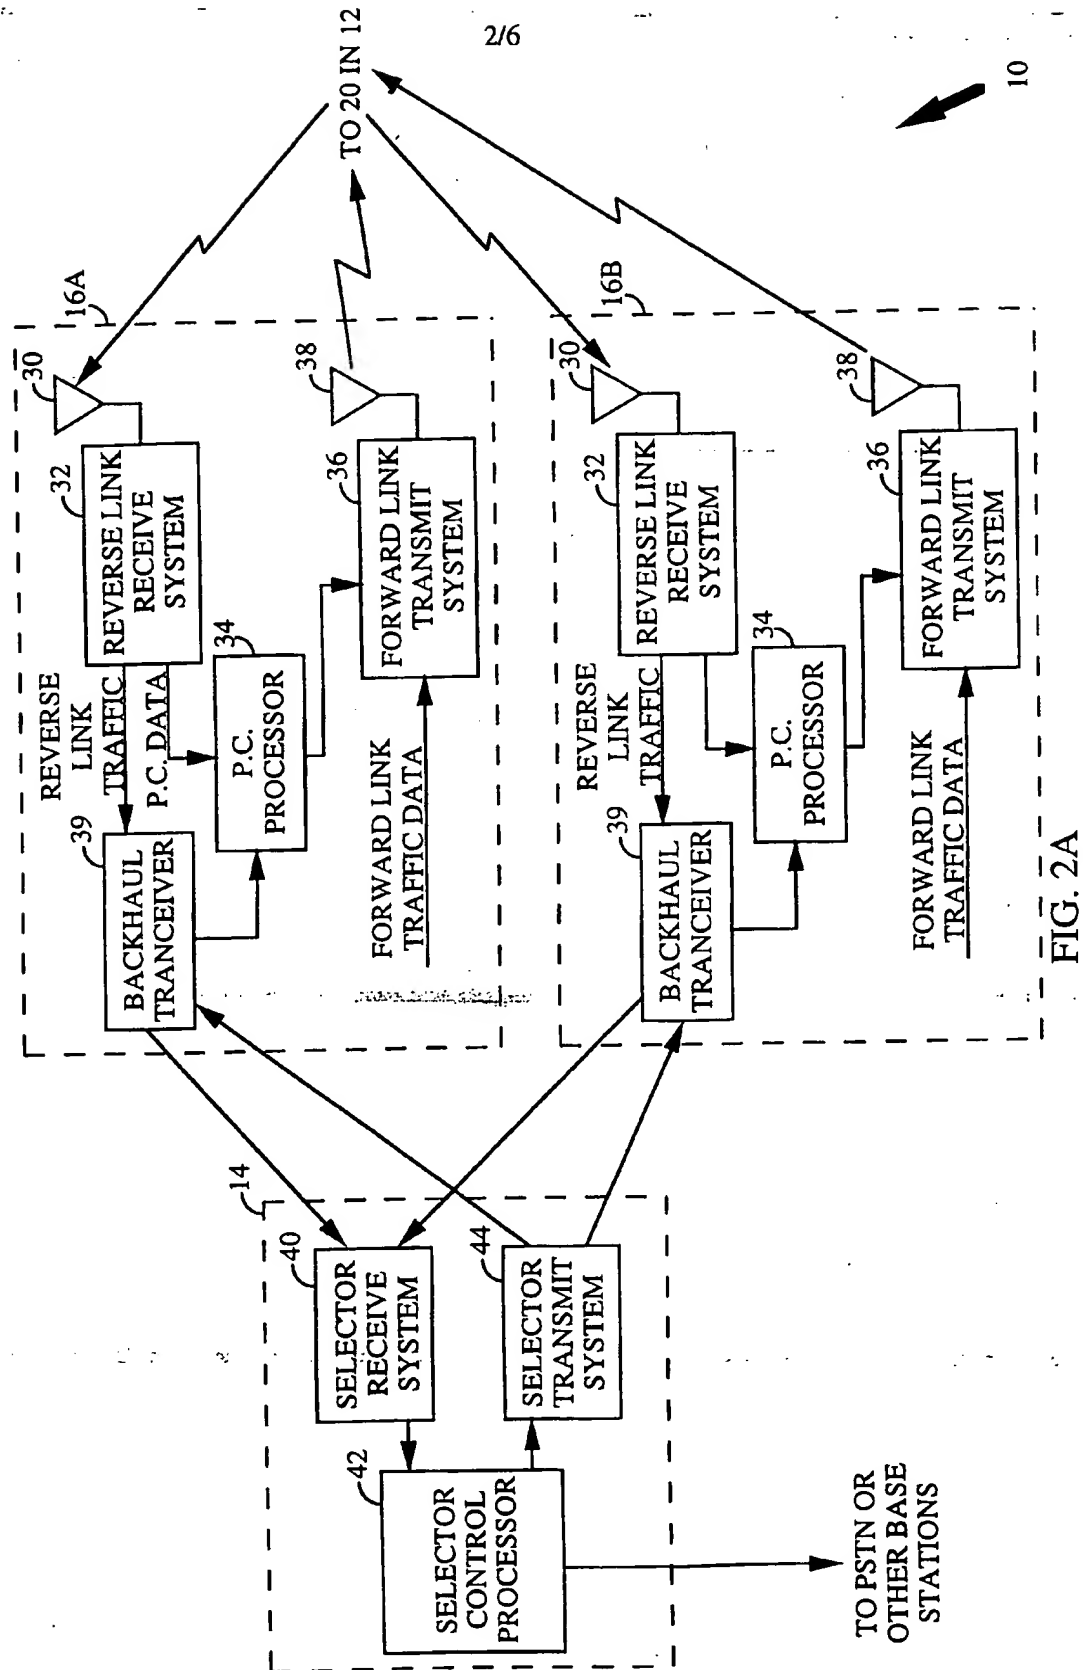 2/6
TO 20 IN 12
10
16A
30
38
32
REVERSE LINK
RECEIVE
SYSTEM
36
FORWARD LINK
TRANSMIT
SYSTEM
REVERSE
LINK
TRAFFIC
P.C. DATA
34
P.C.
PROCESSOR
39
BACKHAUL
TRANCEIVER
FORWARD LINK
TRAFFIC DATA
16B
30
38
32
REVERSE LINK
RECEIVE
SYSTEM
36
FORWARD LINK
TRANSMIT
SYSTEM
REVERSE
LINK
TRAFFIC
34
P.C.
PROCESSOR
39
BACKHAUL
TRANCEIVER
FORWARD LINK
TRAFFIC DATA
14
40
SELECTOR
RECEIVE
SYSTEM
44
SELECTOR
TRANSMIT
SYSTEM
42
SELECTOR
CONTROL
PROCESSOR
TO PSTN OR
OTHER BASE
STATIONS
FIG. 2A